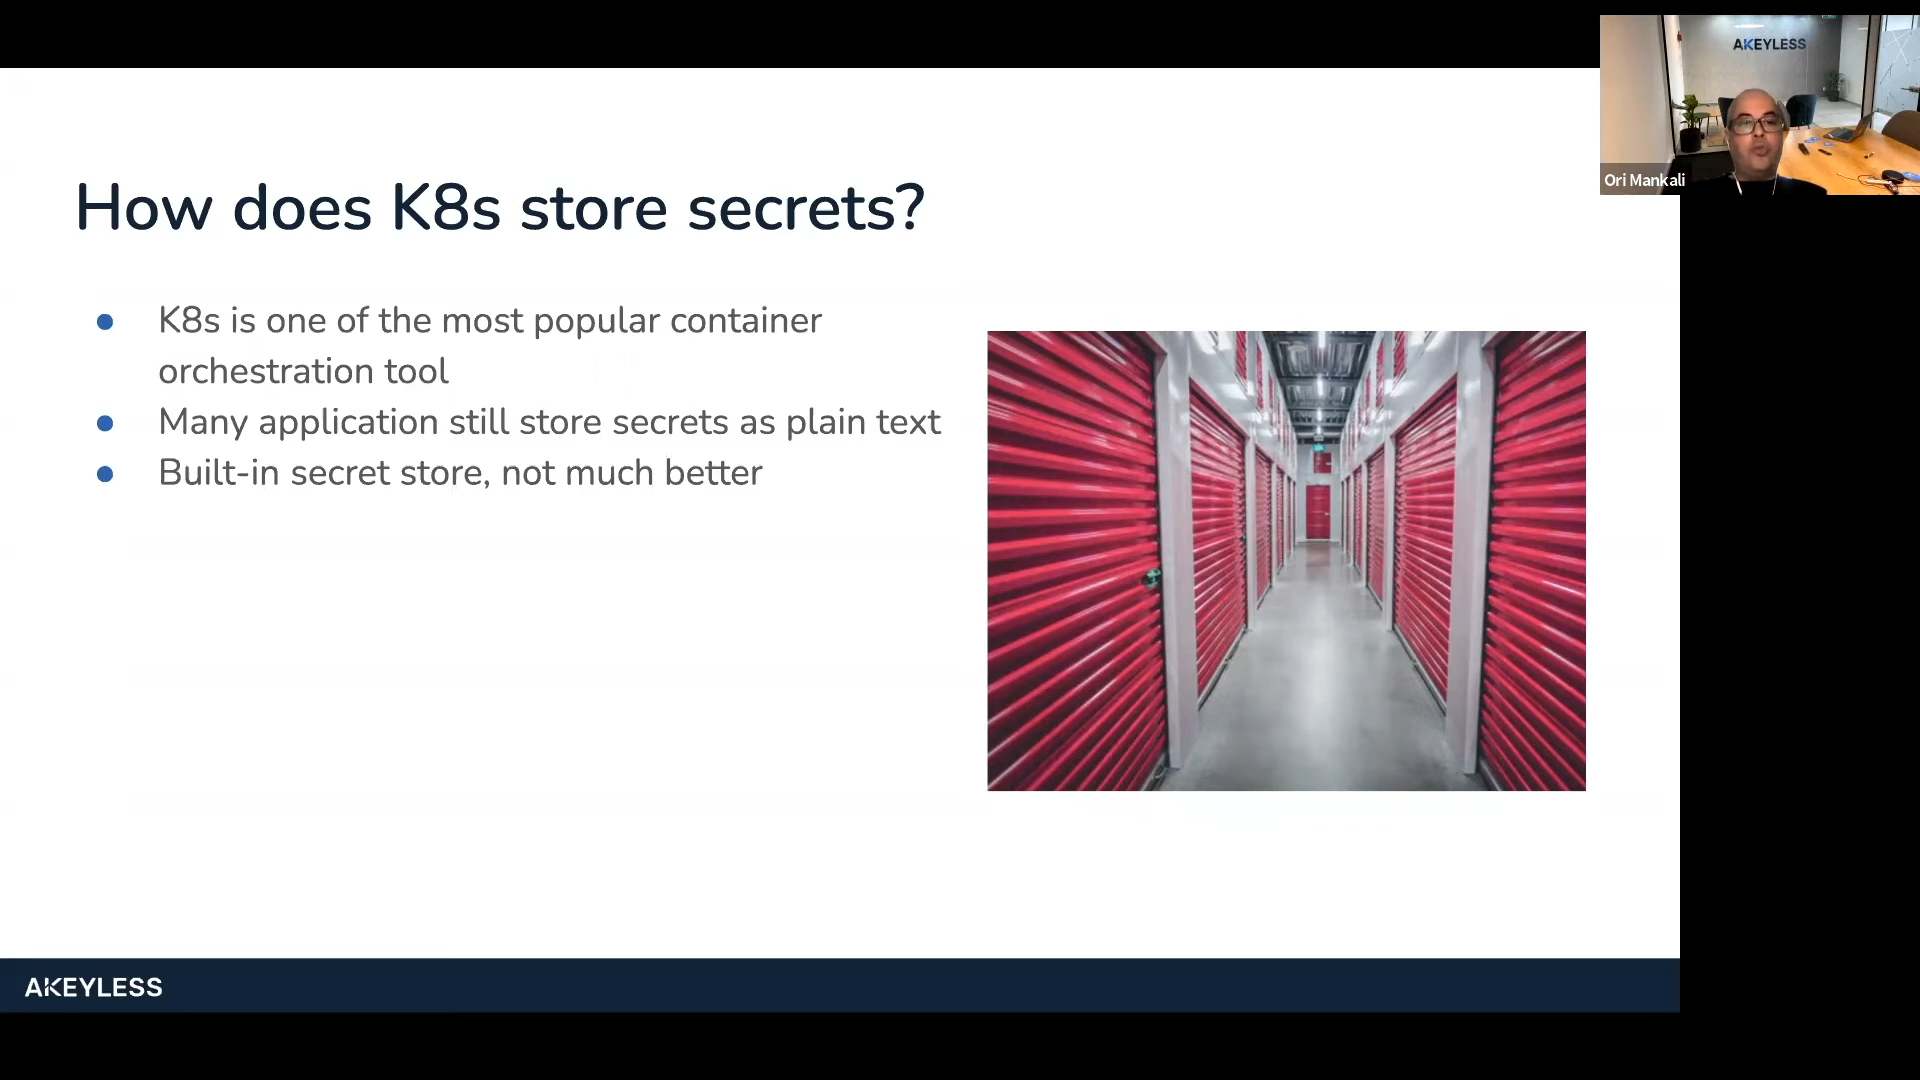 AKEYLESS
Ori Mankali
How does K8s store secrets?
K8s is one of the most popular container
orchestration tool
Many application still store secrets as plain text
Built-in secret store, not much better
AKEYLESS